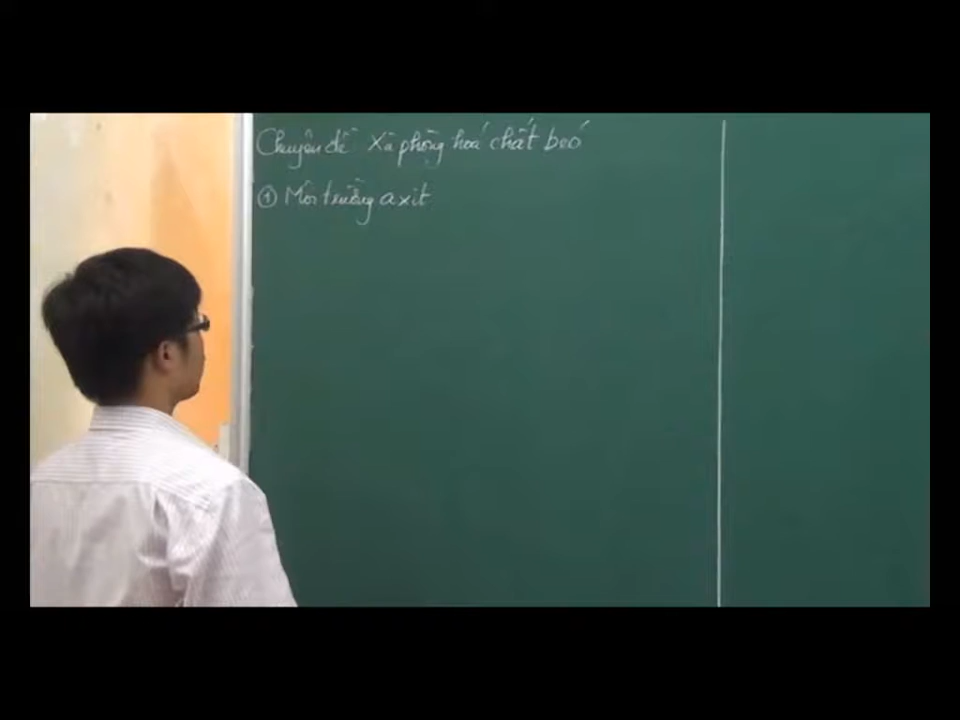 Chuyên đề Xà phòng hoá chất béo
① Môi trường axit